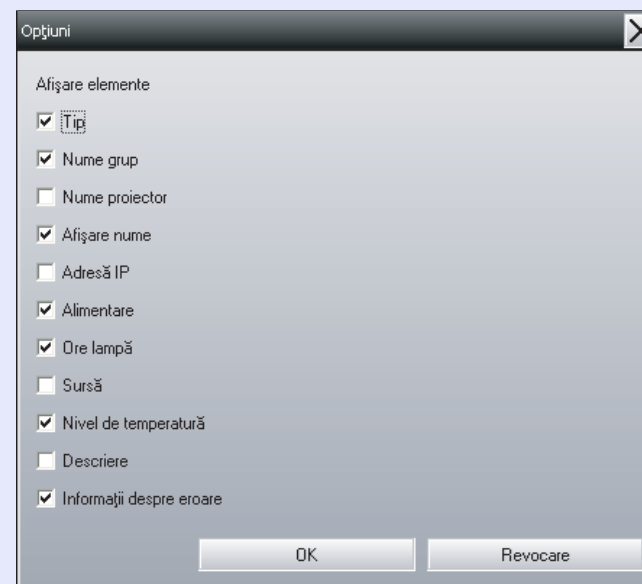 Opţiuni
Afişare elemente
Tip
Nume grup
Nume proiector
Afişare nume
Adresă IP
Alimentare
Ore lampă
Sursă
Nivel de temperatură
Descriere
Informaţii despre eroare
OK Revocare